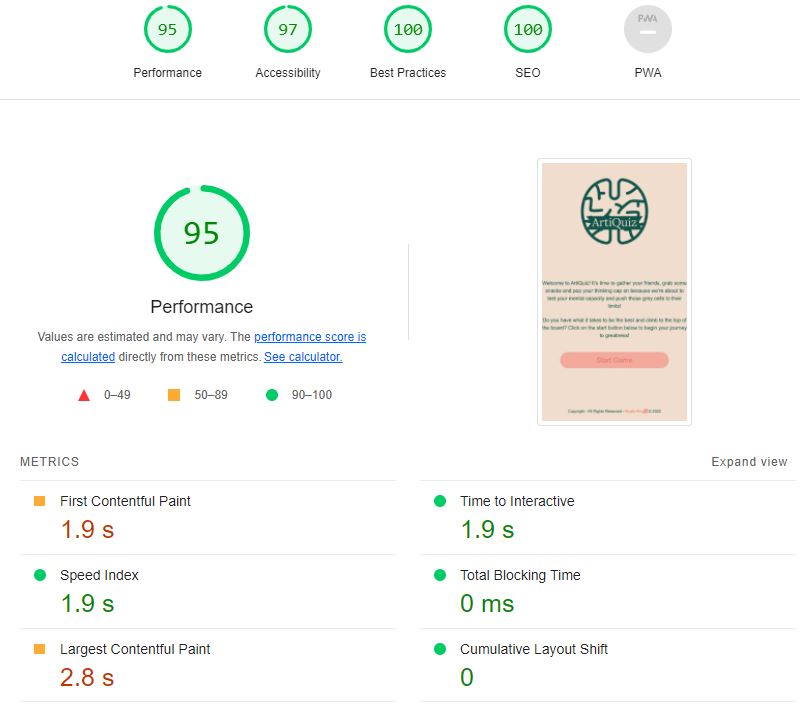 95 97 100 100 PWA
Performance Accessibility Best Practices SEO PWA
95
Performance
Values are estimated and may vary. The performance score is
calculated directly from these metrics. See calculator.
0–49 50–89 90–100
ArtiQuiz
Welcome to ArtiQuiz! It's time to gather your friends, grab some
snacks and pop your thinking cap on because we're about to
test your mental capacity and push those grey cells to their
limits!
Do you have what it takes to be the best and climb to the top of
the board? Click on the start button below to begin your journey
to greatness!
Start Game
Copyright - All Rights Reserved - © 2022
METRICS Expand view
First Contentful Paint
1.9 s
Time to Interactive
1.9 s
Speed Index
1.9 s
Total Blocking Time
0 ms
Largest Contentful Paint
2.8 s
Cumulative Layout Shift
0